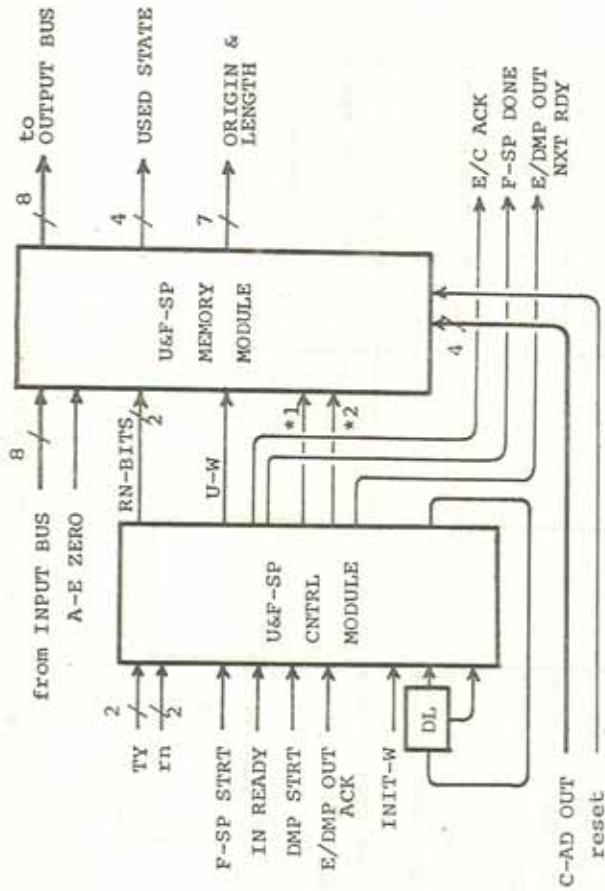 from INPUT BUS
8
A-E ZERO
8
to
OUTPUT BUS
4
USED STATE
7
ORIGIN &
LENGTH
U&F-SP
MEMORY
MODULE
RN-BITS
2
U-W
*1
*2
4
TY
2
rn
2
F-SP STRT
IN READY
DMP STRT
E/DMP OUT
ACK
INIT-W
DL
U&F-SP
CNTRL
MODULE
E/C ACK
F-SP DONE
E/DMP OUT
NXT RDY
C-AD OUT
reset